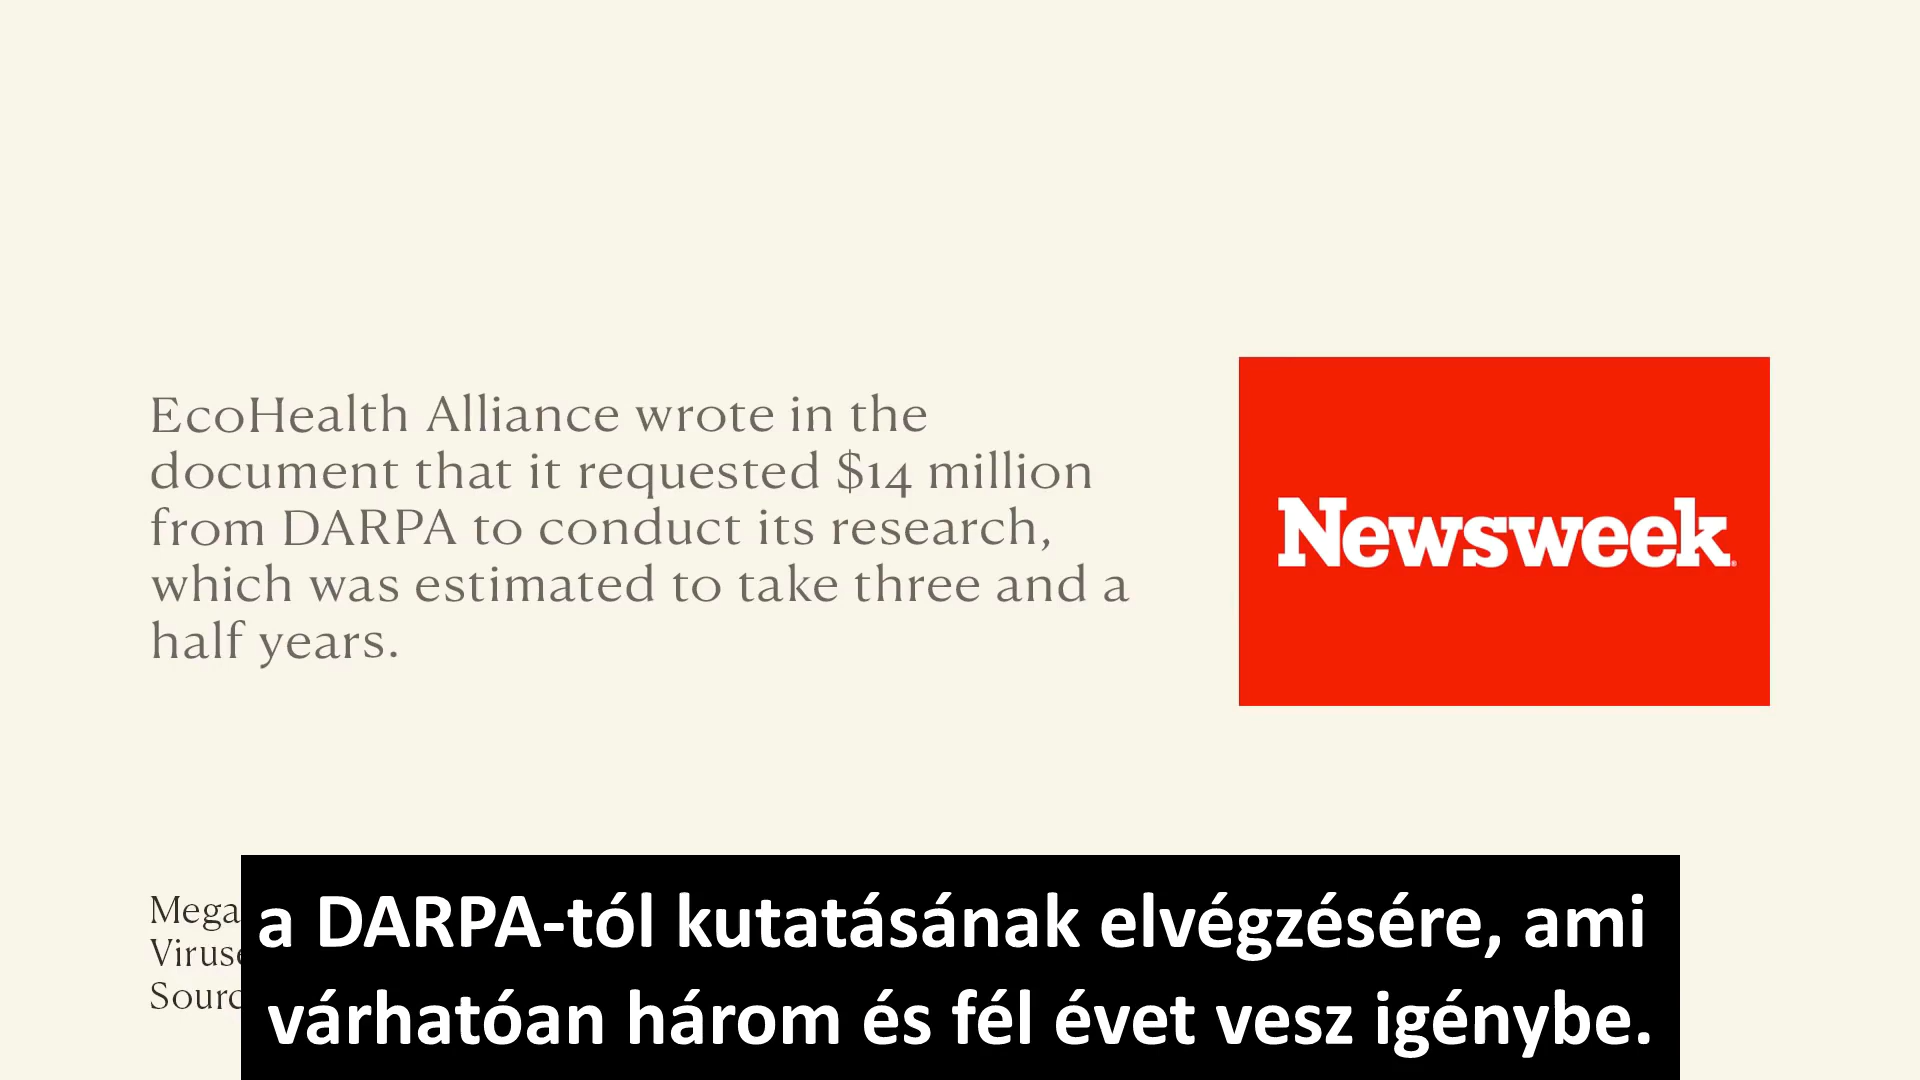 EcoHealth Alliance wrote in the
document that it requested $14 million
from DARPA to conduct its research,
which was estimated to take three and a
half years.
Newsweek
a DARPA-tól kutatásának elvégzésére, ami
várhatóan három és fél évet vesz igénybe.